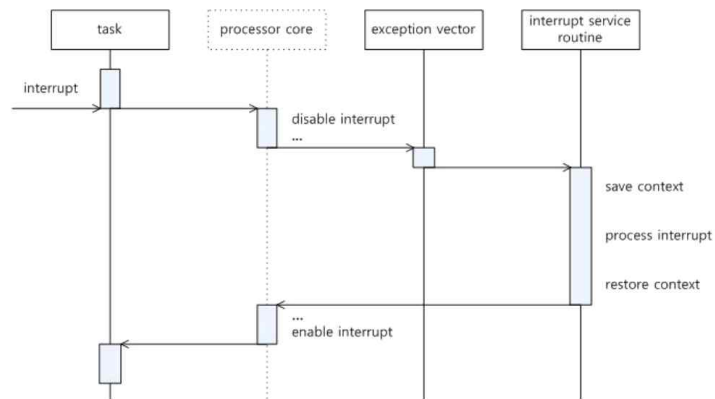 task
processor core
exception vector
interrupt service
routine
interrupt
disable interrupt
...
save context
process interrupt
restore context
...
enable interrupt